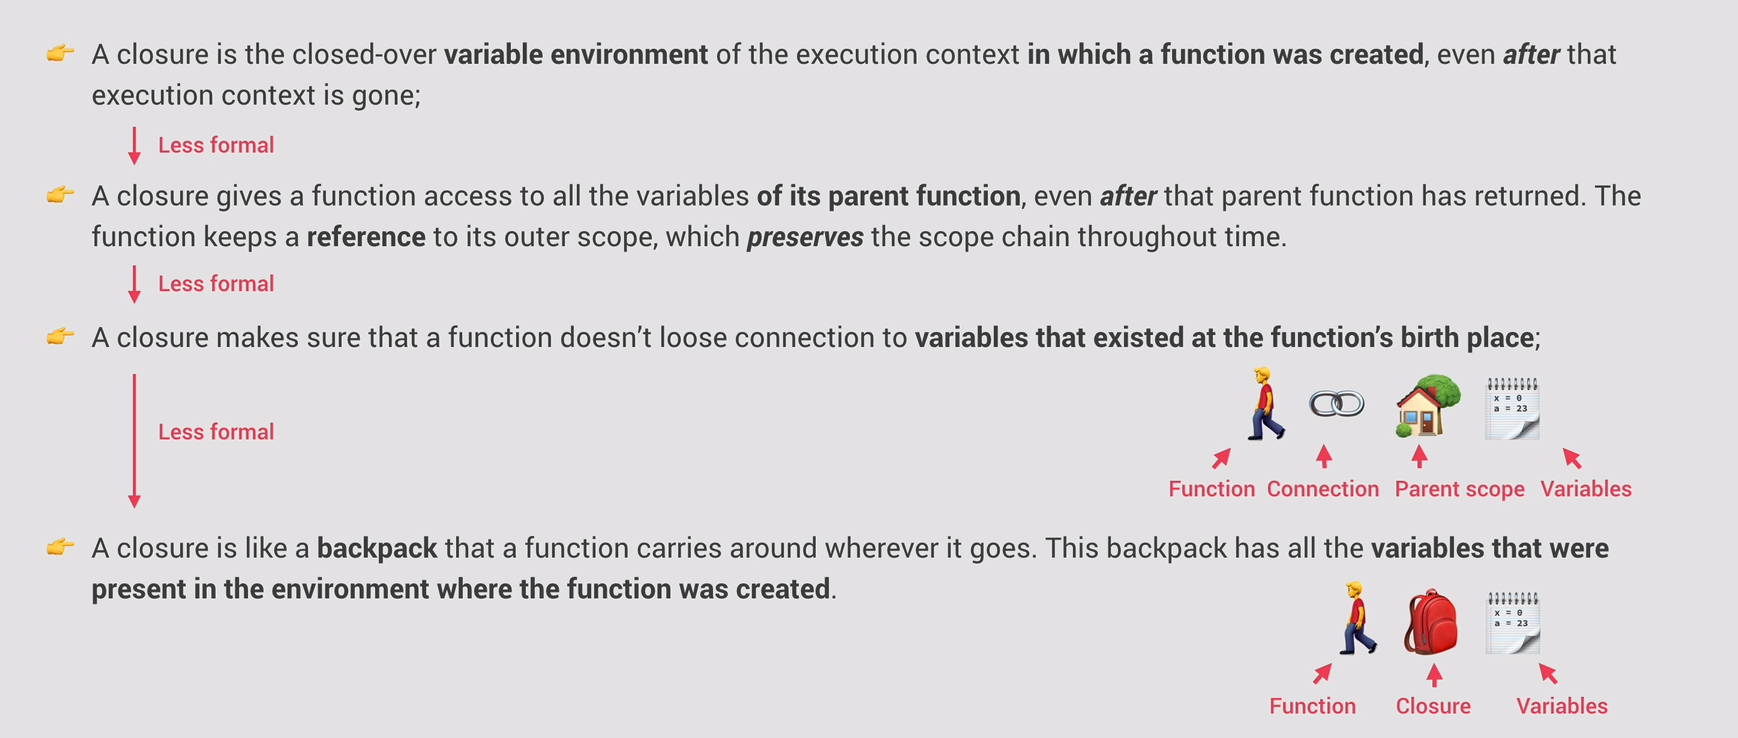 A closure is the closed-over variable environment of the execution context in which a function was created, even after that
execution context is gone;
Less formal
A closure gives a function access to all the variables of its parent function, even after that parent function has returned. The
function keeps a reference to its outer scope, which preserves the scope chain throughout time.
Less formal
A closure makes sure that a function doesn’t loose connection to variables that existed at the function’s birth place;
x = 0
a = 23
Less formal
Function Connection Parent scope Variables
A closure is like a backpack that a function carries around wherever it goes. This backpack has all the variables that were
present in the environment where the function was created.
x = 0
a = 23
Function Closure Variables